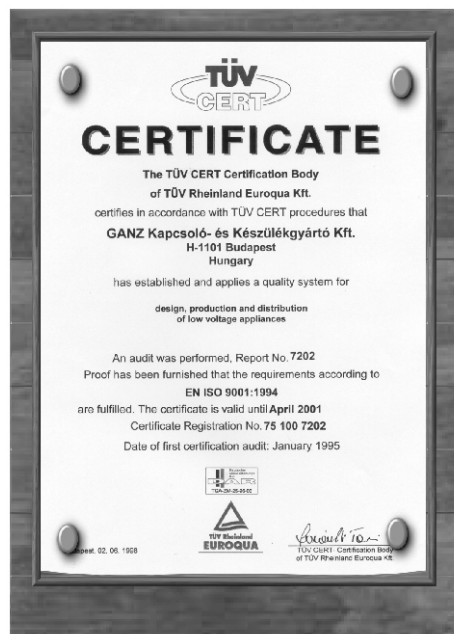 TÜV
CERT
CERTIFICATE
The TÜV CERT Certification Body
of TÜV Rheinland Euroqua Kft.
certifies in accordance with TÜV CERT procedures that
GANZ Kapcsoló- és Készülékgyártó Kft.
H-1101 Budapest
Hungary
has established and applies a quality system for
design, production and distribution
of low voltage appliances
An audit was performed, Report No. 7202
Proof has been furnished that the requirements according to
EN ISO 9001:1994
are fulfilled. The certificate is valid until April 2001
Certificate Registration No. 75 100 7202
Date of first certification audit: January 1995
TÜV Rheinland
EUROQUA
pest, 02. 06. 1998
TÜV CERT- Certification Body
of TÜV Rheinland Euroqua Kft.